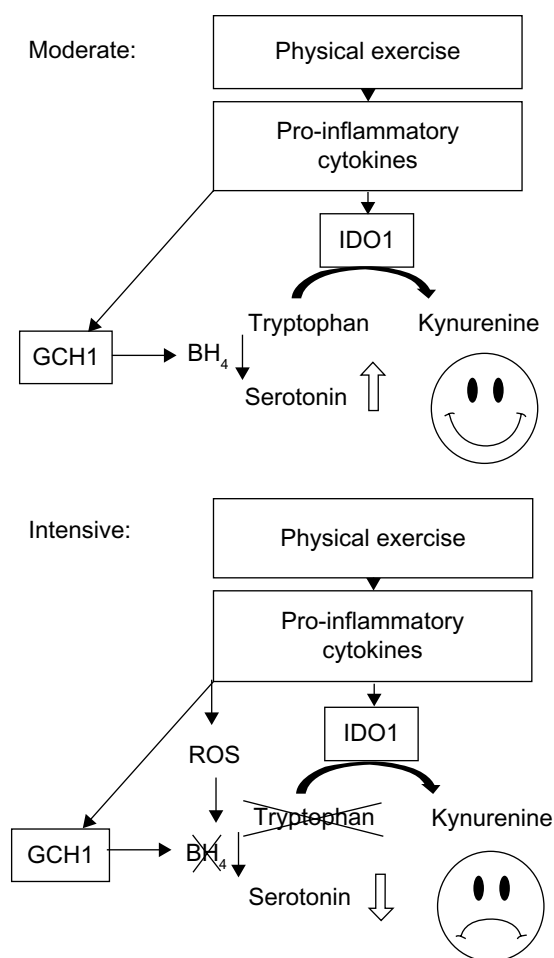 Moderate:
Physical exercise
Pro-inflammatory
cytokines
IDO1
Tryptophan
Kynurenine
GCH1
BH₄
Serotonin
Intensive:
Physical exercise
Pro-inflammatory
cytokines
IDO1
ROS
Tryptophan
Kynurenine
GCH1
BH₄
Serotonin